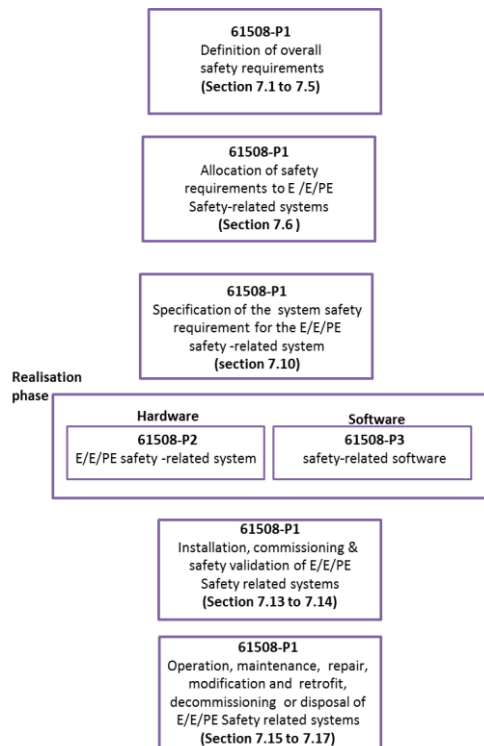 61508-P1
Definition of overall
safety requirements
(Section 7.1 to 7.5)
61508-P1
Allocation of safety
requirements to E /E/PE
Safety-related systems
(Section 7.6 )
61508-P1
Specification of the system safety
requirement for the E/E/PE
safety -related system
(section 7.10)
Realisation
phase
Hardware
61508-P2
E/E/PE safety -related system
Software
61508-P3
safety-related software
61508-P1
Installation, commissioning &
safety validation of E/E/PE
Safety related systems
(Section 7.13 to 7.14)
61508-P1
Operation, maintenance, repair,
modification and retrofit,
decommissioning or disposal of
E/E/PE Safety related systems
(Section 7.15 to 7.17)